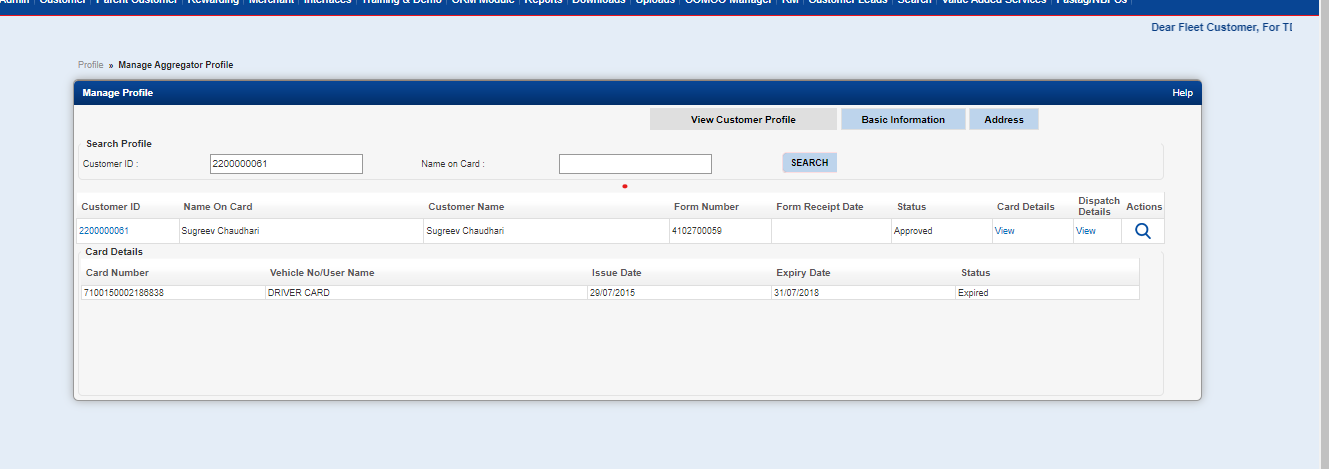 Admin Customer Parent Customer Rewarding Merchant Interfaces Training & Demo CRM Module Reports Downloads Uploads COMCO Manager RM Customer Leads Search Value Added Services Fastag/NBFCs
Dear Fleet Customer, For
Profile » Manage Aggregator Profile
Manage Profile Help
View Customer Profile Basic Information Address
Search Profile
Customer ID : 2200000061 Name on Card : SEARCH
Customer ID Name On Card Customer Name Form Number Form Receipt Date Status Card Details Dispatch Details Actions
2200000061 Sugreev Chaudhari Sugreev Chaudhari 4102700059 Approved View View
Card Details
Card Number Vehicle No/User Name Issue Date Expiry Date Status
7100150002186838 DRIVER CARD 29/07/2015 31/07/2018 Expired